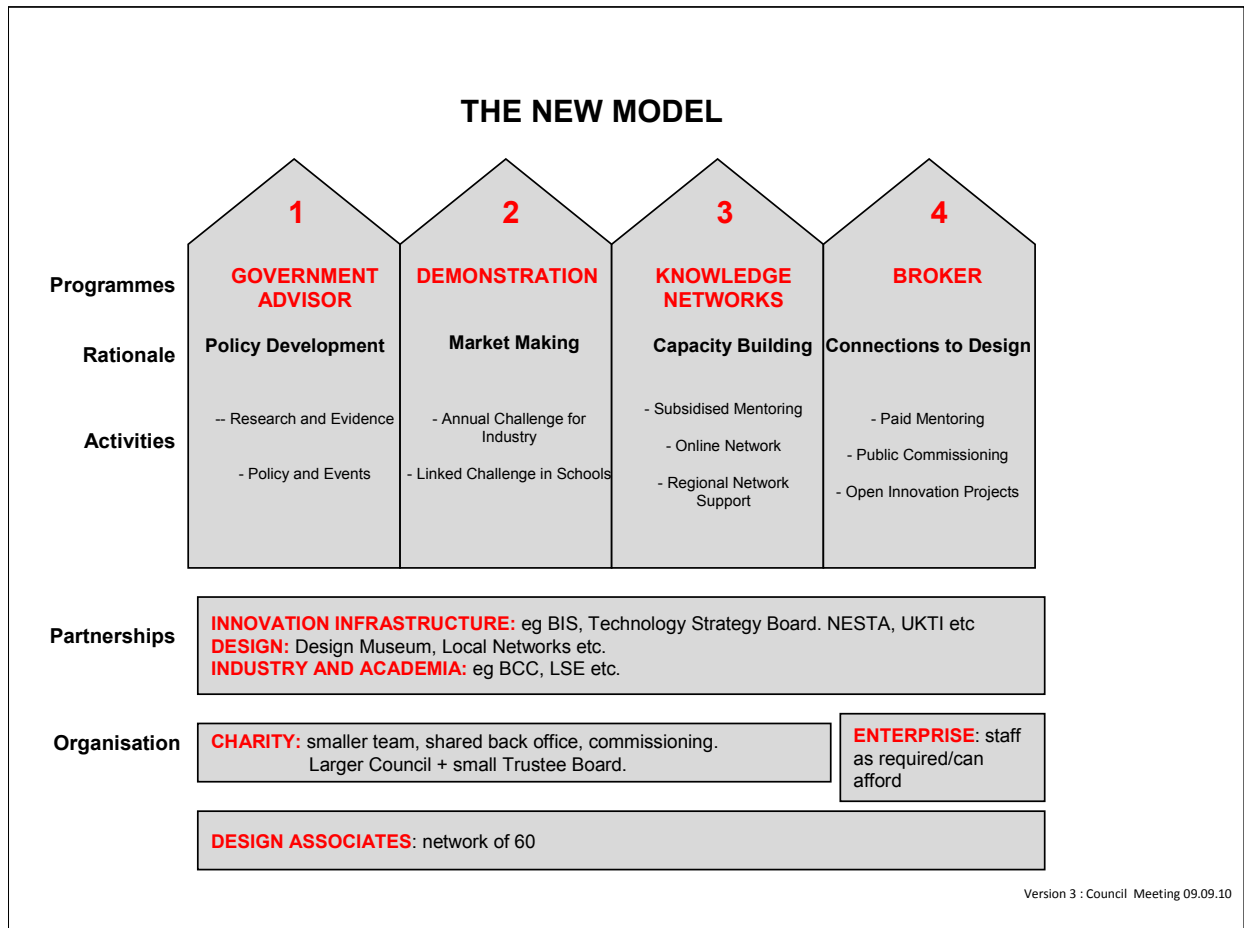 THE NEW MODEL
1
2
3
4
Programmes
GOVERNMENT
ADVISOR
DEMONSTRATION
KNOWLEDGE
NETWORKS
BROKER
Rationale
Policy Development
Market Making
Capacity Building
Connections to Design
Activities
-- Research and Evidence
- Policy and Events
- Annual Challenge for
Industry
- Linked Challenge in Schools
- Subsidised Mentoring
- Online Network
- Regional Network
Support
- Paid Mentoring
- Public Commissioning
- Open Innovation Projects
Partnerships
INNOVATION INFRASTRUCTURE: eg BIS, Technology Strategy Board. NESTA, UKTI etc
DESIGN: Design Museum, Local Networks etc.
INDUSTRY AND ACADEMIA: eg BCC, LSE etc.
Organisation
CHARITY: smaller team, shared back office, commissioning.
Larger Council + small Trustee Board.
ENTERPRISE: staff
as required/can
afford
DESIGN ASSOCIATES: network of 60
Version 3 : Council Meeting 09.09.10